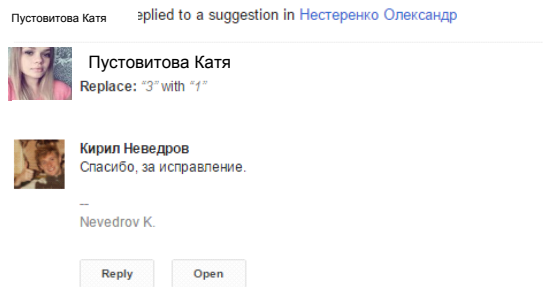 Пустовитова Катя eplied to a suggestion in Нестеренко Олександр
Пустовитова Катя
Replace: “3” with “1”
Кирил Неведров
Спасибо, за исправление.
--
Nevedrov K.
Reply Open